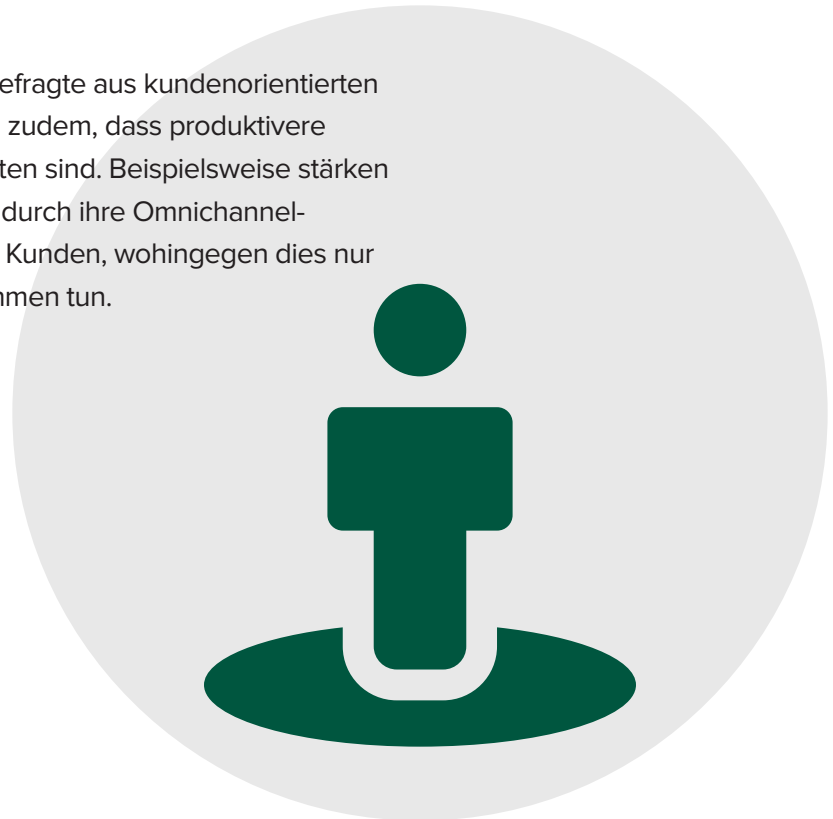 efragte aus kundenorientierten
zudem, dass produktivere
ten sind. Beispielsweise stärken
durch ihre Omnichannel-
Kunden, wohingegen dies nur
men tun.